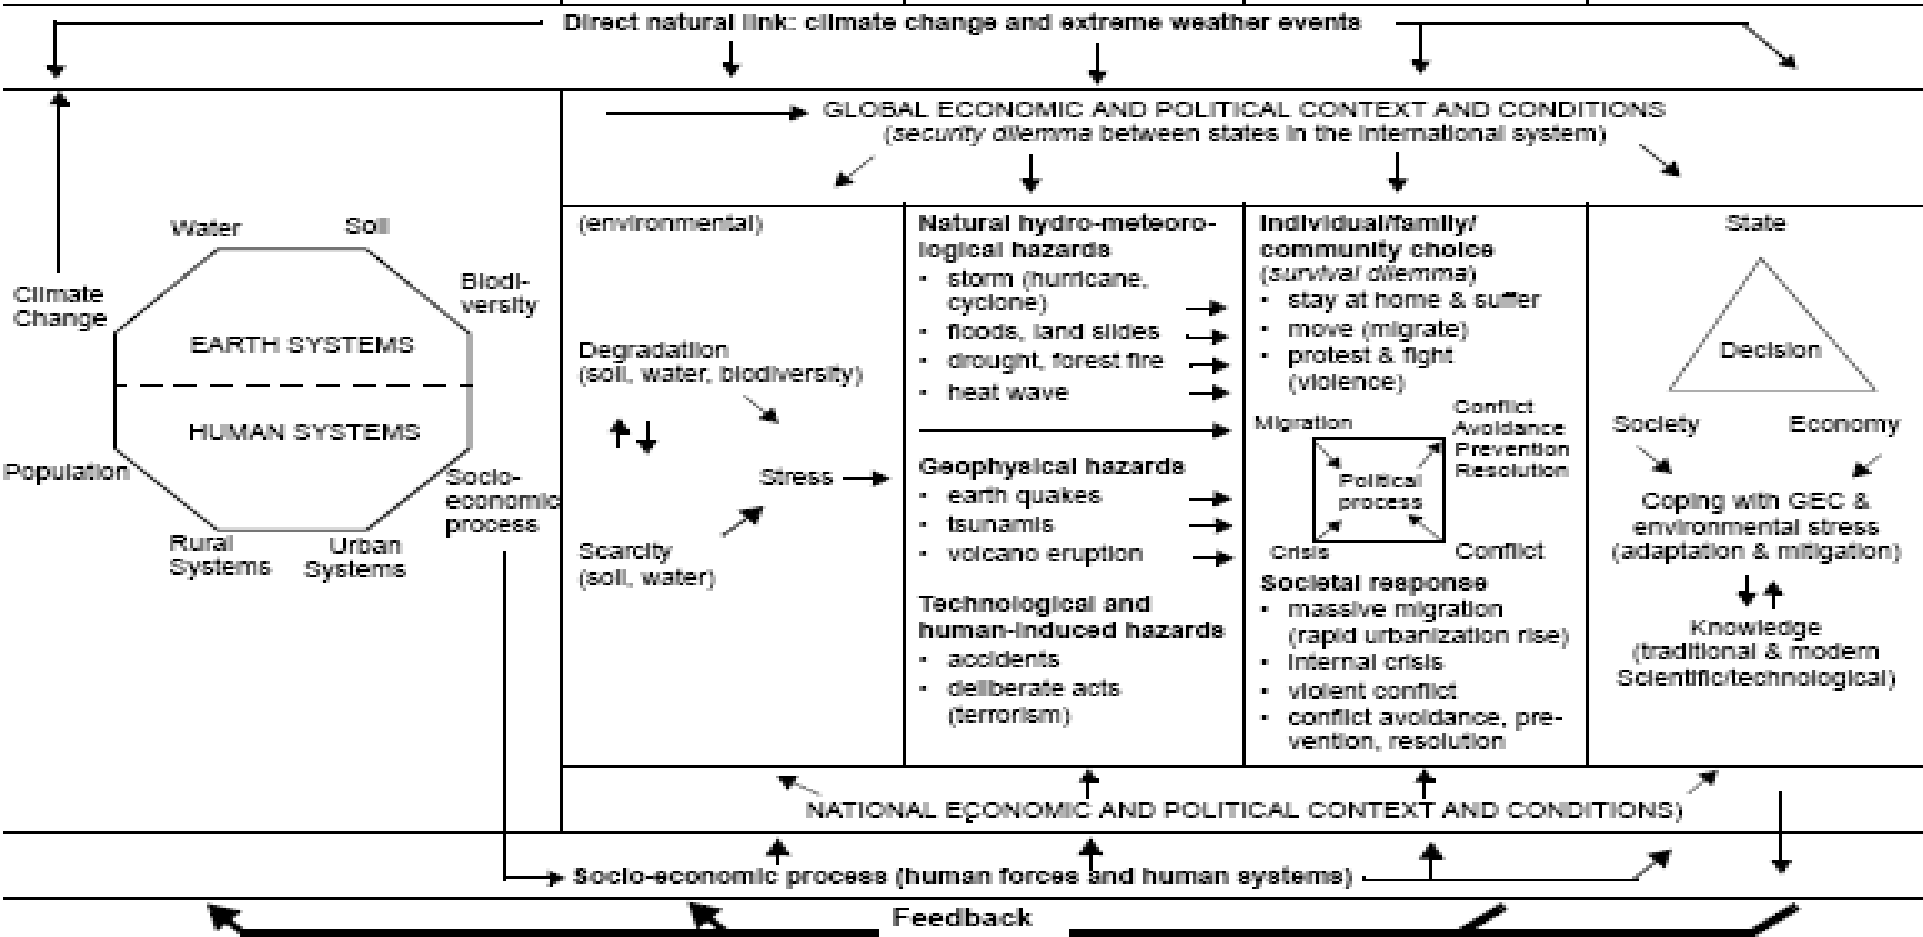 Direct natural link: climate change and extreme weather events
GLOBAL ECONOMIC AND POLITICAL CONTEXT AND CONDITIONS
(security dilemma between states in the international system)
Water
Soil
Climate
Change
Biodi-
versity
EARTH SYSTEMS
HUMAN SYSTEMS
Population
Socio-
economic
process
Rural
Systems
Urban
Systems
(environmental)
Degradatiion
(soil, water, biodiversity)
Stress
Scarcity
(soil, water)
Natural hydro-meteoro-
logical hazards
• storm (hurricane,
cyclone)
• floods, land slides
• drought, forest fire
• heat wave
Geophysical hazards
• earth quakes
• tsunamis
• volcano eruption
Technological and
human-induced hazards
• accidents
• deliberate acts
(terrorism)
Individual/family/
community choice
(survival dilemma)
• stay at home & suffer
• move (migrate)
• protest & fight
(violence)
Migration
Conflict
Avoidance
Prevention
Resolution
Political
process
Crisis
Conflict
Societal response
• massive migration
(rapid urbanization rise)
• internal crisis
• violent conflict
• conflict avoidance, pre-
vention, resolution
State
Decision
Society
Economy
Coping with GEC &
environmental stress
(adaptation & mitigation)
Knowledge
(traditional & modern
Scientific/technological)
NATIONAL ECONOMIC AND POLITICAL CONTEXT AND CONDITIONS)
Socio-economic process (human forces and human systems)
Feedback